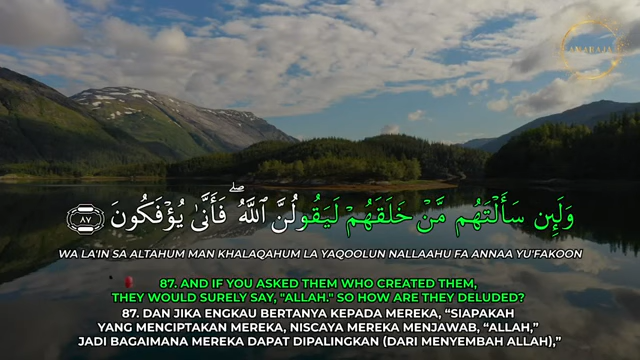 وَلَئِن سَأَلْتَهُم مَّنْ خَلَقَهُمْ لَيَقُولُنَّ ٱللَّهُ ۖ فَأَنَّىٰ يُؤْفَكُونَ ٨٧
WA LA'IN SA ALTAHUM MAN KHALAQAHUM LA YAQOOLUN NALLAAHU FA ANNAA YU'FAKOON
87. AND IF YOU ASKED THEM WHO CREATED THEM,
THEY WOULD SURELY SAY, "ALLAH." SO HOW ARE THEY DELUDED?
87. DAN JIKA ENGKAU BERTANYA KEPADA MEREKA, “SIAPAKAH
YANG MENCIPTAKAN MEREKA, NISCAYA MEREKA MENJAWAB, “ALLAH,”
JADI BAGAIMANA MEREKA DAPAT DIPALINGKAN (DARI MENYEMBAH ALLAH),”